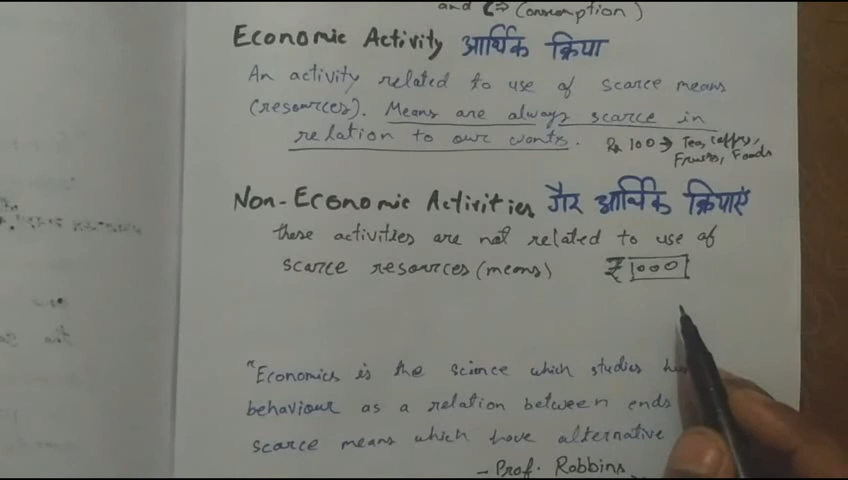 and C => (consumption)
Economic Activity आर्थिक क्रिया
An activity related to use of scarce means
(resources). Means are always scarce in
relation to our wants. Rs 100 → Tea, Coffee,
Fruits, Foods
Non-Economic Activities गैर आर्थिक क्रियाएं
these activities are not related to use of
scarce resources (means) ₹ 1000
"Economics is the science which studies
behaviour as a relation between ends
scarce means which have alternative
- Prof. Robbins